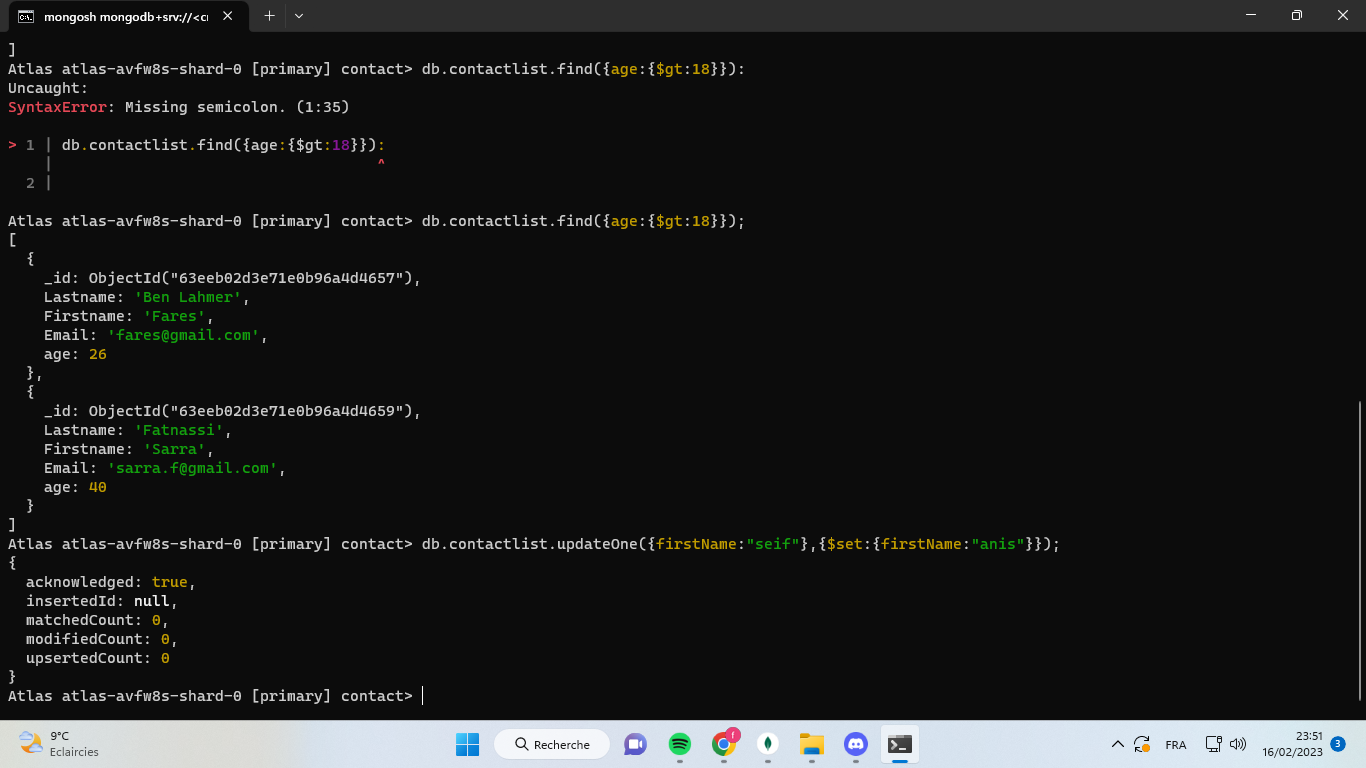 mongosh mongodb+srv://<cr
]
Atlas atlas-avfw8s-shard-0 [primary] contact> db.contactlist.find({age:{$gt:18}}):
Uncaught:
SyntaxError: Missing semicolon. (1:35)
> 1 | db.contactlist.find({age:{$gt:18}}):
| ^
2 |
Atlas atlas-avfw8s-shard-0 [primary] contact> db.contactlist.find({age:{$gt:18}});
[
{
_id: ObjectId("63eeb02d3e71e0b96a4d4657"),
Lastname: 'Ben Lahmer',
Firstname: 'Fares',
Email: 'fares@gmail.com',
age: 26
},
{
_id: ObjectId("63eeb02d3e71e0b96a4d4659"),
Lastname: 'Fatnassi',
Firstname: 'Sarra',
Email: 'sarra.f@gmail.com',
age: 40
}
]
Atlas atlas-avfw8s-shard-0 [primary] contact> db.contactlist.updateOne({firstName:"seif"},{$set:{firstName:"anis"}});
{
acknowledged: true,
insertedId: null,
matchedCount: 0,
modifiedCount: 0,
upsertedCount: 0
}
Atlas atlas-avfw8s-shard-0 [primary] contact>
9°C
Eclaircies
Recherche
f
FRA
23:51
16/02/2023
3